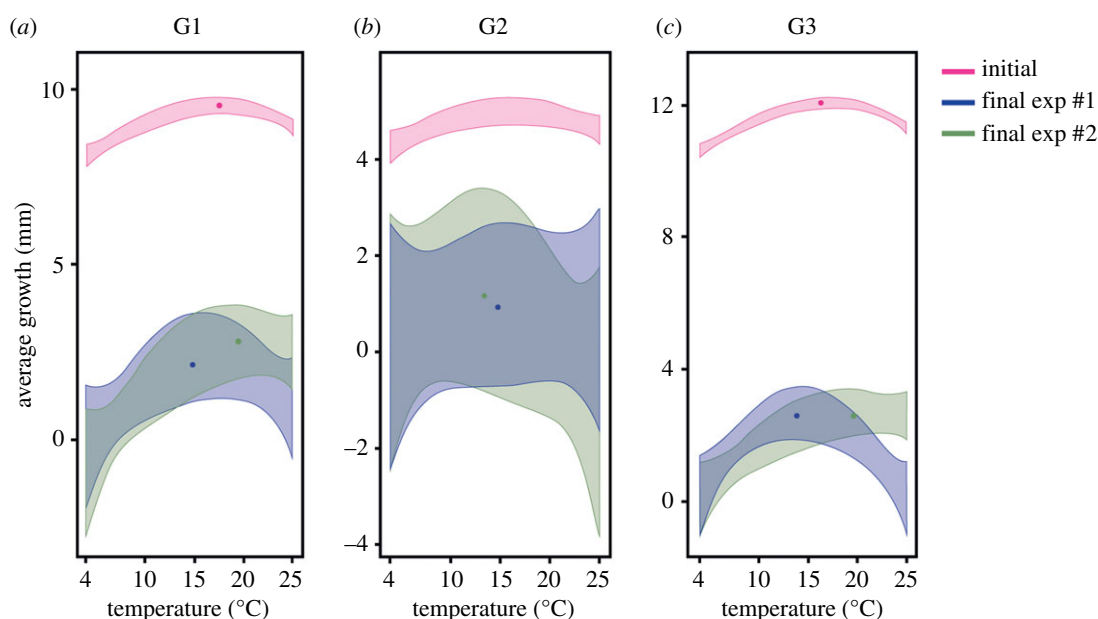 (a) G1
(b) G2
(c) G3
initial
final exp #1
final exp #2
average growth (mm)
10
5
0
4 10 15 20 25
temperature (°C)
4
2
0
–2
–4
4 10 15 20 25
temperature (°C)
12
8
4
0
4 10 15 20 25
temperature (°C)